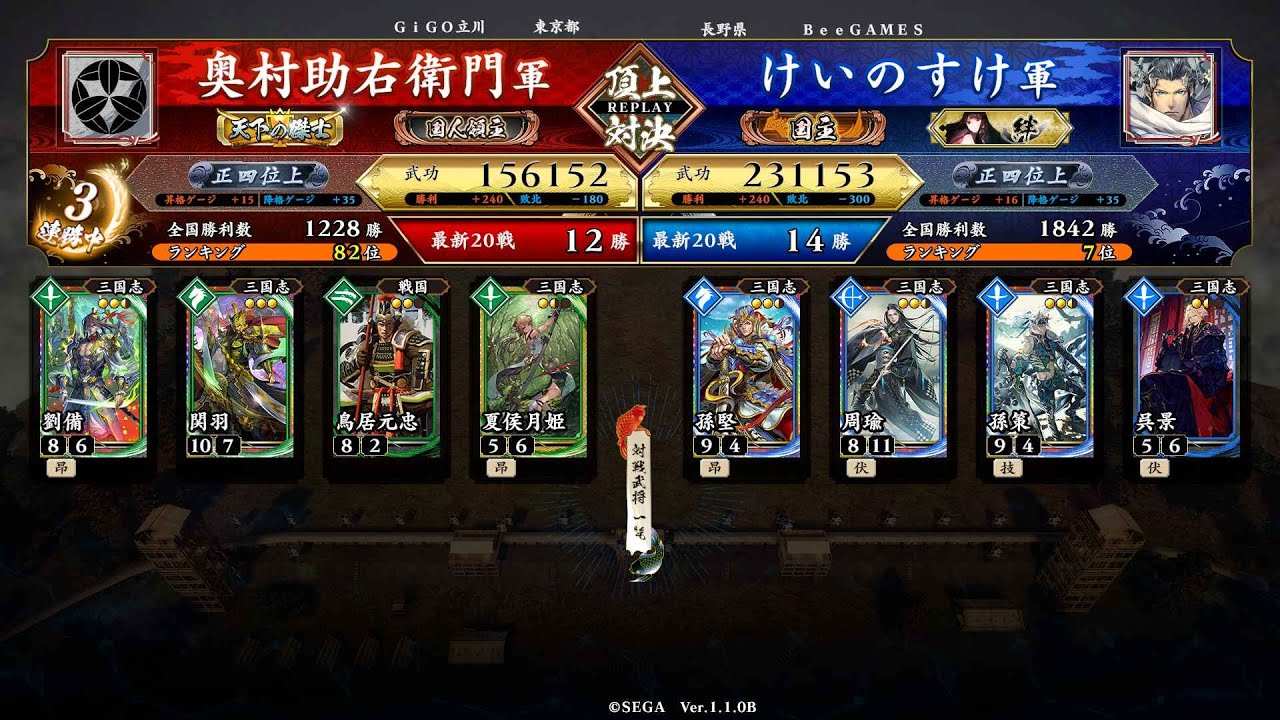 GiGO立川 東京都 長野県 BeeGAMES
奥村助右衛門軍
頂上
REPLAY
対決
けいのすけ軍
天下の傑士 国人領主 国主 絆
正四位上 武功 156152 武功 231153 正四位上
昇格ゲージ +15 降格ゲージ +35 勝利 +240 敗北 -180 勝利 +240 敗北 -300 昇格ゲージ +16 降格ゲージ +35
3
連勝中
全国勝利数 1228勝 最新20戦 12勝 最新20戦 14勝 全国勝利数 1842勝
ランキング 82位 ランキング 7位
三国志 三国志 戦国 三国志 三国志 三国志 三国志 三国志
劉備 関羽 鳥居元忠 夏侯月姫 孫堅 周瑜 孫策 呉景
8 6 10 7 8 2 5 6 9 4 8 11 9 4 5 6
昂 昂 昂 伏 技 伏
対戦武将一覧
©SEGA Ver.1.1.0B